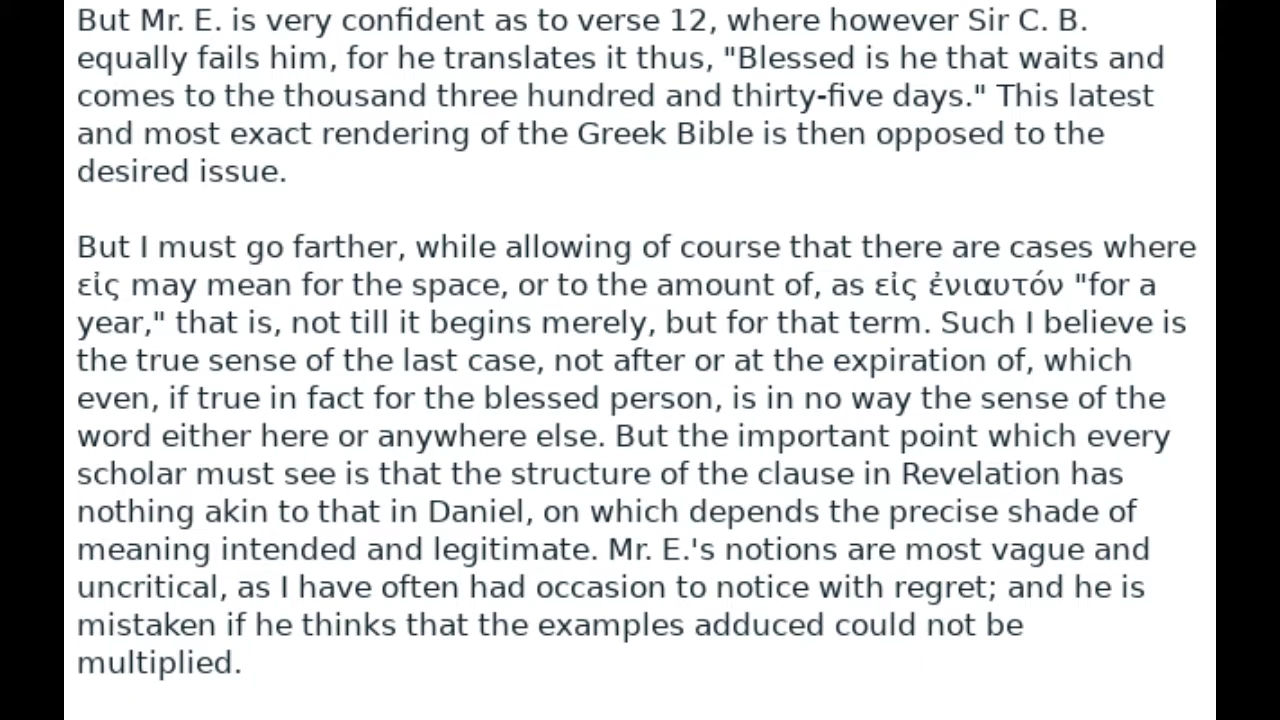 But Mr. E. is very confident as to verse 12, where however Sir C. B.
equally fails him, for he translates it thus, "Blessed is he that waits and
comes to the thousand three hundred and thirty-five days." This latest
and most exact rendering of the Greek Bible is then opposed to the
desired issue.
But I must go farther, while allowing of course that there are cases where
εἰς may mean for the space, or to the amount of, as εἰς ἐνιαυτόν "for a
year," that is, not till it begins merely, but for that term. Such I believe is
the true sense of the last case, not after or at the expiration of, which
even, if true in fact for the blessed person, is in no way the sense of the
word either here or anywhere else. But the important point which every
scholar must see is that the structure of the clause in Revelation has
nothing akin to that in Daniel, on which depends the precise shade of
meaning intended and legitimate. Mr. E.'s notions are most vague and
uncritical, as I have often had occasion to notice with regret; and he is
mistaken if he thinks that the examples adduced could not be
multiplied.